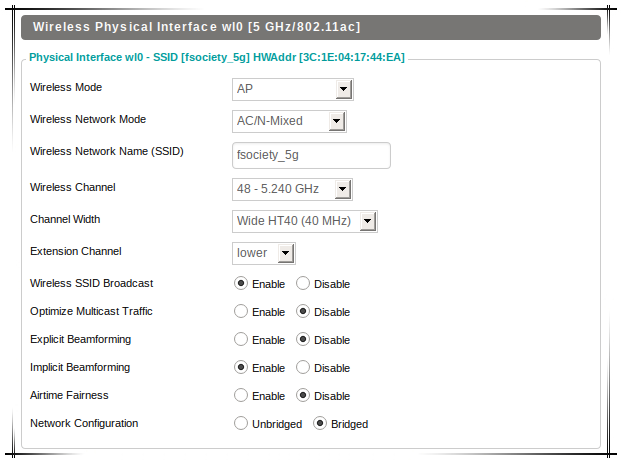 Wireless Physical Interface wl0 [5 GHz/802.11ac]
Physical Interface wl0 - SSID [fsociety_5g] HWAddr [3C:1E:04:17:44:EA]
Wireless Mode AP
Wireless Network Mode AC/N-Mixed
Wireless Network Name (SSID) fsociety_5g
Wireless Channel 48 - 5.240 GHz
Channel Width Wide HT40 (40 MHz)
Extension Channel lower
Wireless SSID Broadcast Enable Disable
Optimize Multicast Traffic Enable Disable
Explicit Beamforming Enable Disable
Implicit Beamforming Enable Disable
Airtime Fairness Enable Disable
Network Configuration Unbridged Bridged